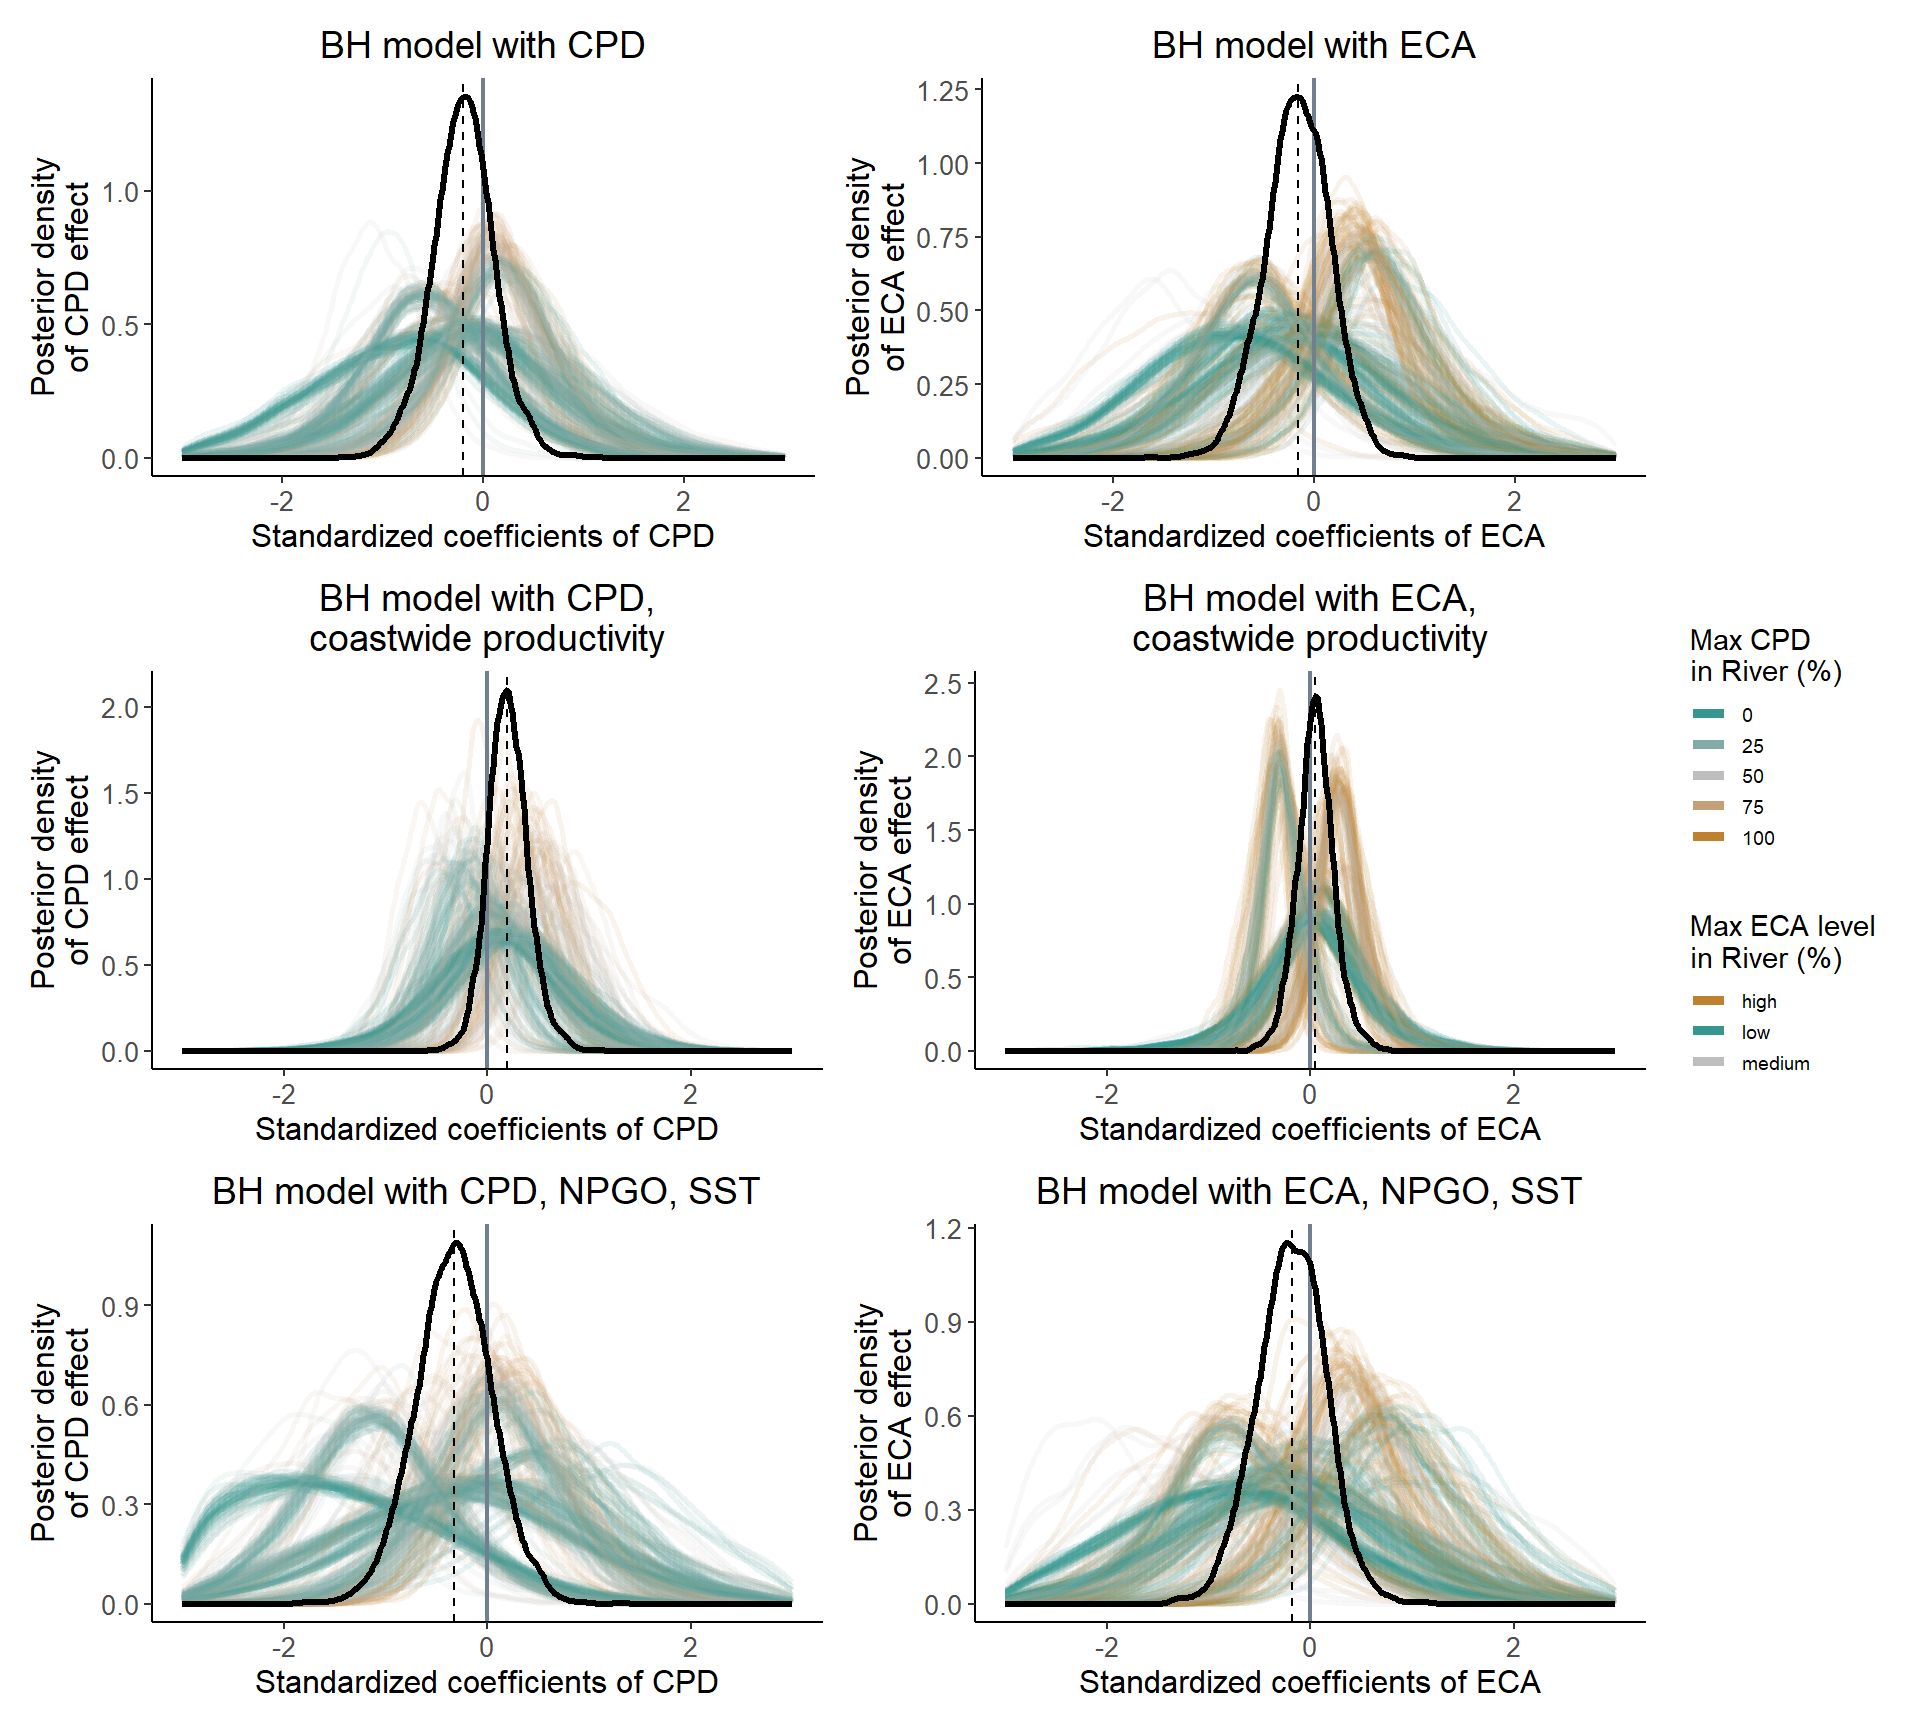 BH model with CPD
Posterior density
of CPD effect
1.0
0.5
0.0
-2
0
2
Standardized coefficients of CPD
BH model with ECA
Posterior density
of ECA effect
1.25
1.00
0.75
0.50
0.25
0.00
-2
0
2
Standardized coefficients of ECA
BH model with CPD,
coastwide productivity
Posterior density
of CPD effect
2.0
1.5
1.0
0.5
0.0
-2
0
2
Standardized coefficients of CPD
BH model with ECA,
coastwide productivity
Posterior density
of ECA effect
2.5
2.0
1.5
1.0
0.5
0.0
-2
0
2
Standardized coefficients of ECA
Max CPD
in River (%)
0
25
50
75
100
Max ECA level
in River (%)
high
low
medium
BH model with CPD, NPGO, SST
Posterior density
of CPD effect
0.9
0.6
0.3
0.0
-2
0
2
Standardized coefficients of CPD
BH model with ECA, NPGO, SST
Posterior density
of ECA effect
1.2
0.9
0.6
0.3
0.0
-2
0
2
Standardized coefficients of ECA